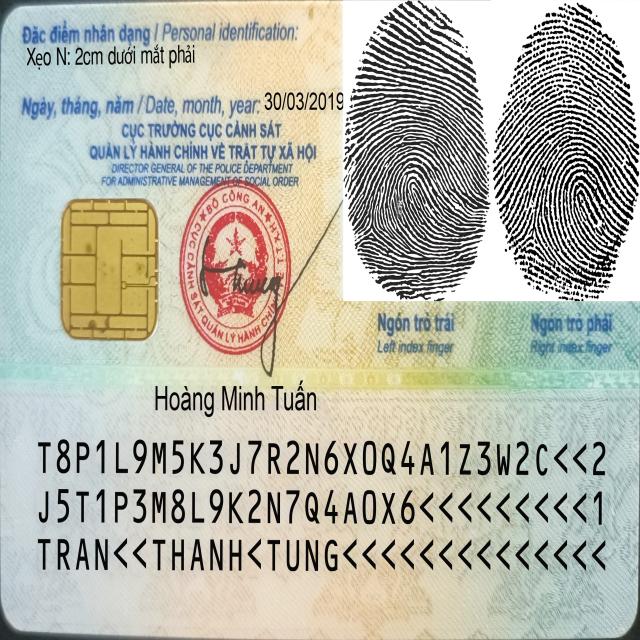 Đặc điểm nhân dạng / Personal identification:
Xẹo N: 2cm dưới mắt phải
Ngày, tháng, năm / Date, month, year: 30/03/2019
CỤC TRƯỞNG CỤC CẢNH SÁT
QUẢN LÝ HÀNH CHÍNH VỀ TRẬT TỰ XÃ HỘI
DIRECTOR GENERAL OF THE POLICE DEPARTMENT
FOR ADMINISTRATIVE MANAGEMENT OF SOCIAL ORDER
BỘ CÔNG AN
CỤC CẢNH SÁT QUẢN LÝ HÀNH CHÍNH
Ngón trỏ trái
Left index finger
Ngón trỏ phải
Right index finger
Hoàng Minh Tuấn
T8P1L9M5K3J7R2N6X0Q4A1Z3W2C<<2
J5T1P3M8L9K2N7Q4A0X6<<<<<<<<<1
TRAN<<THANH<TUNG<<<<<<<<<<<<<<